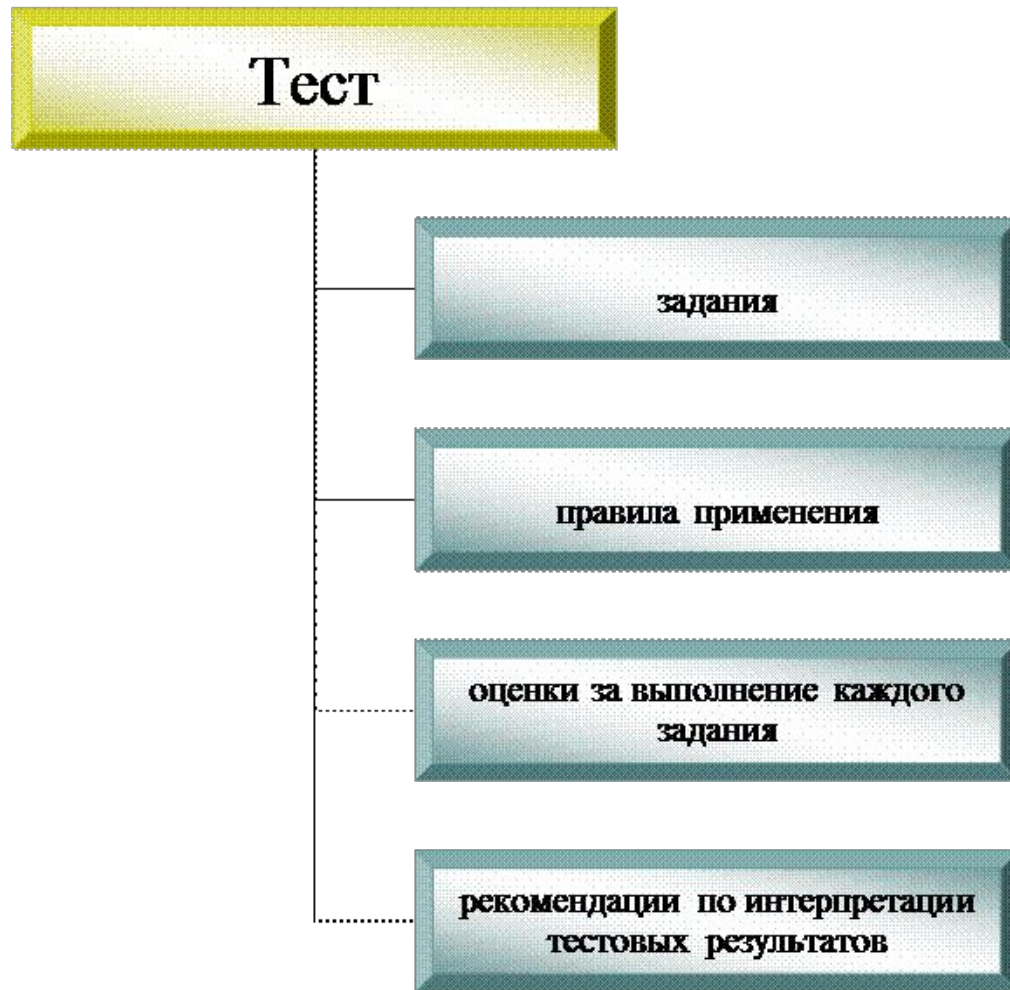 Тест
задания
правила применения
оценки за выполнение каждого
задания
рекомендации по интерпретации
тестовых результатов